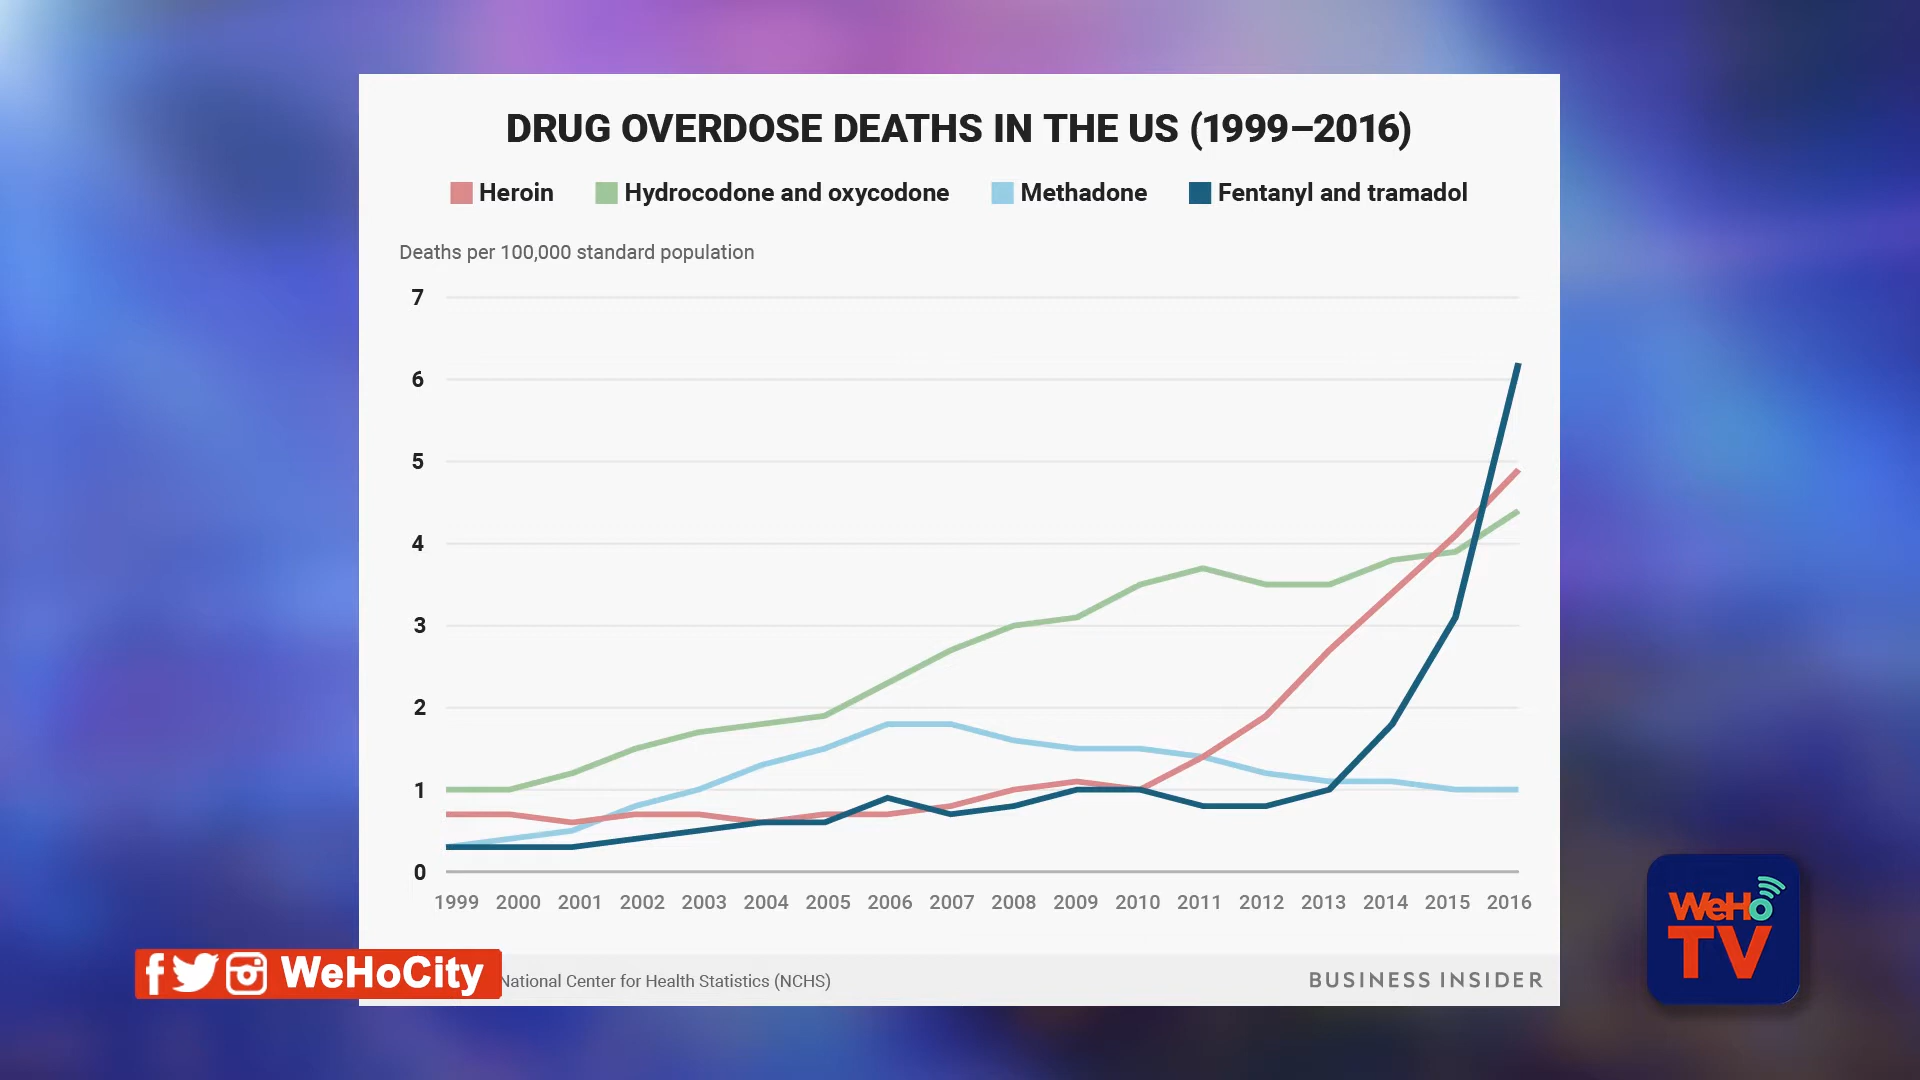 DRUG OVERDOSE DEATHS IN THE US (1999–2016)
Heroin Hydrocodone and oxycodone Methadone Fentanyl and tramadol
Deaths per 100,000 standard population
7
6
5
4
3
2
1
0
1999 2000 2001 2002 2003 2004 2005 2006 2007 2008 2009 2010 2011 2012 2013 2014 2015 2016
National Center for Health Statistics (NCHS)
BUSINESS INSIDER
WeHoCity
WeHo
TV